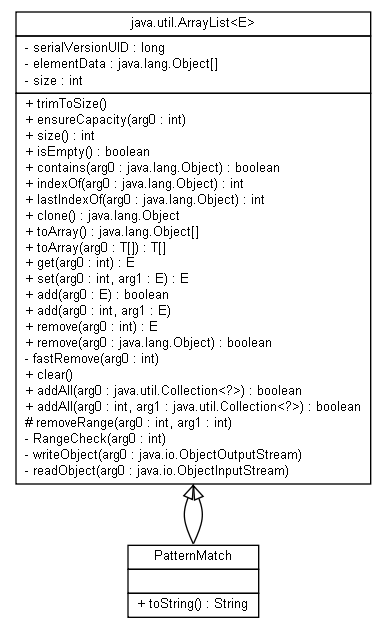 java.util.ArrayList<E>
- serialVersionUID : long
- elementData : java.lang.Object[]
- size : int
+ trimToSize()
+ ensureCapacity(arg0 : int)
+ size() : int
+ isEmpty() : boolean
+ contains(arg0 : java.lang.Object) : boolean
+ indexOf(arg0 : java.lang.Object) : int
+ lastIndexOf(arg0 : java.lang.Object) : int
+ clone() : java.lang.Object
+ toArray() : java.lang.Object[]
+ toArray(arg0 : T[]) : T[]
+ get(arg0 : int) : E
+ set(arg0 : int, arg1 : E) : E
+ add(arg0 : E) : boolean
+ add(arg0 : int, arg1 : E)
+ remove(arg0 : int) : E
+ remove(arg0 : java.lang.Object) : boolean
- fastRemove(arg0 : int)
+ clear()
+ addAll(arg0 : java.util.Collection<?>) : boolean
+ addAll(arg0 : int, arg1 : java.util.Collection<?>) : boolean
# removeRange(arg0 : int, arg1 : int)
- RangeCheck(arg0 : int)
- writeObject(arg0 : java.io.ObjectOutputStream)
- readObject(arg0 : java.io.ObjectInputStream)
PatternMatch
+ toString() : String